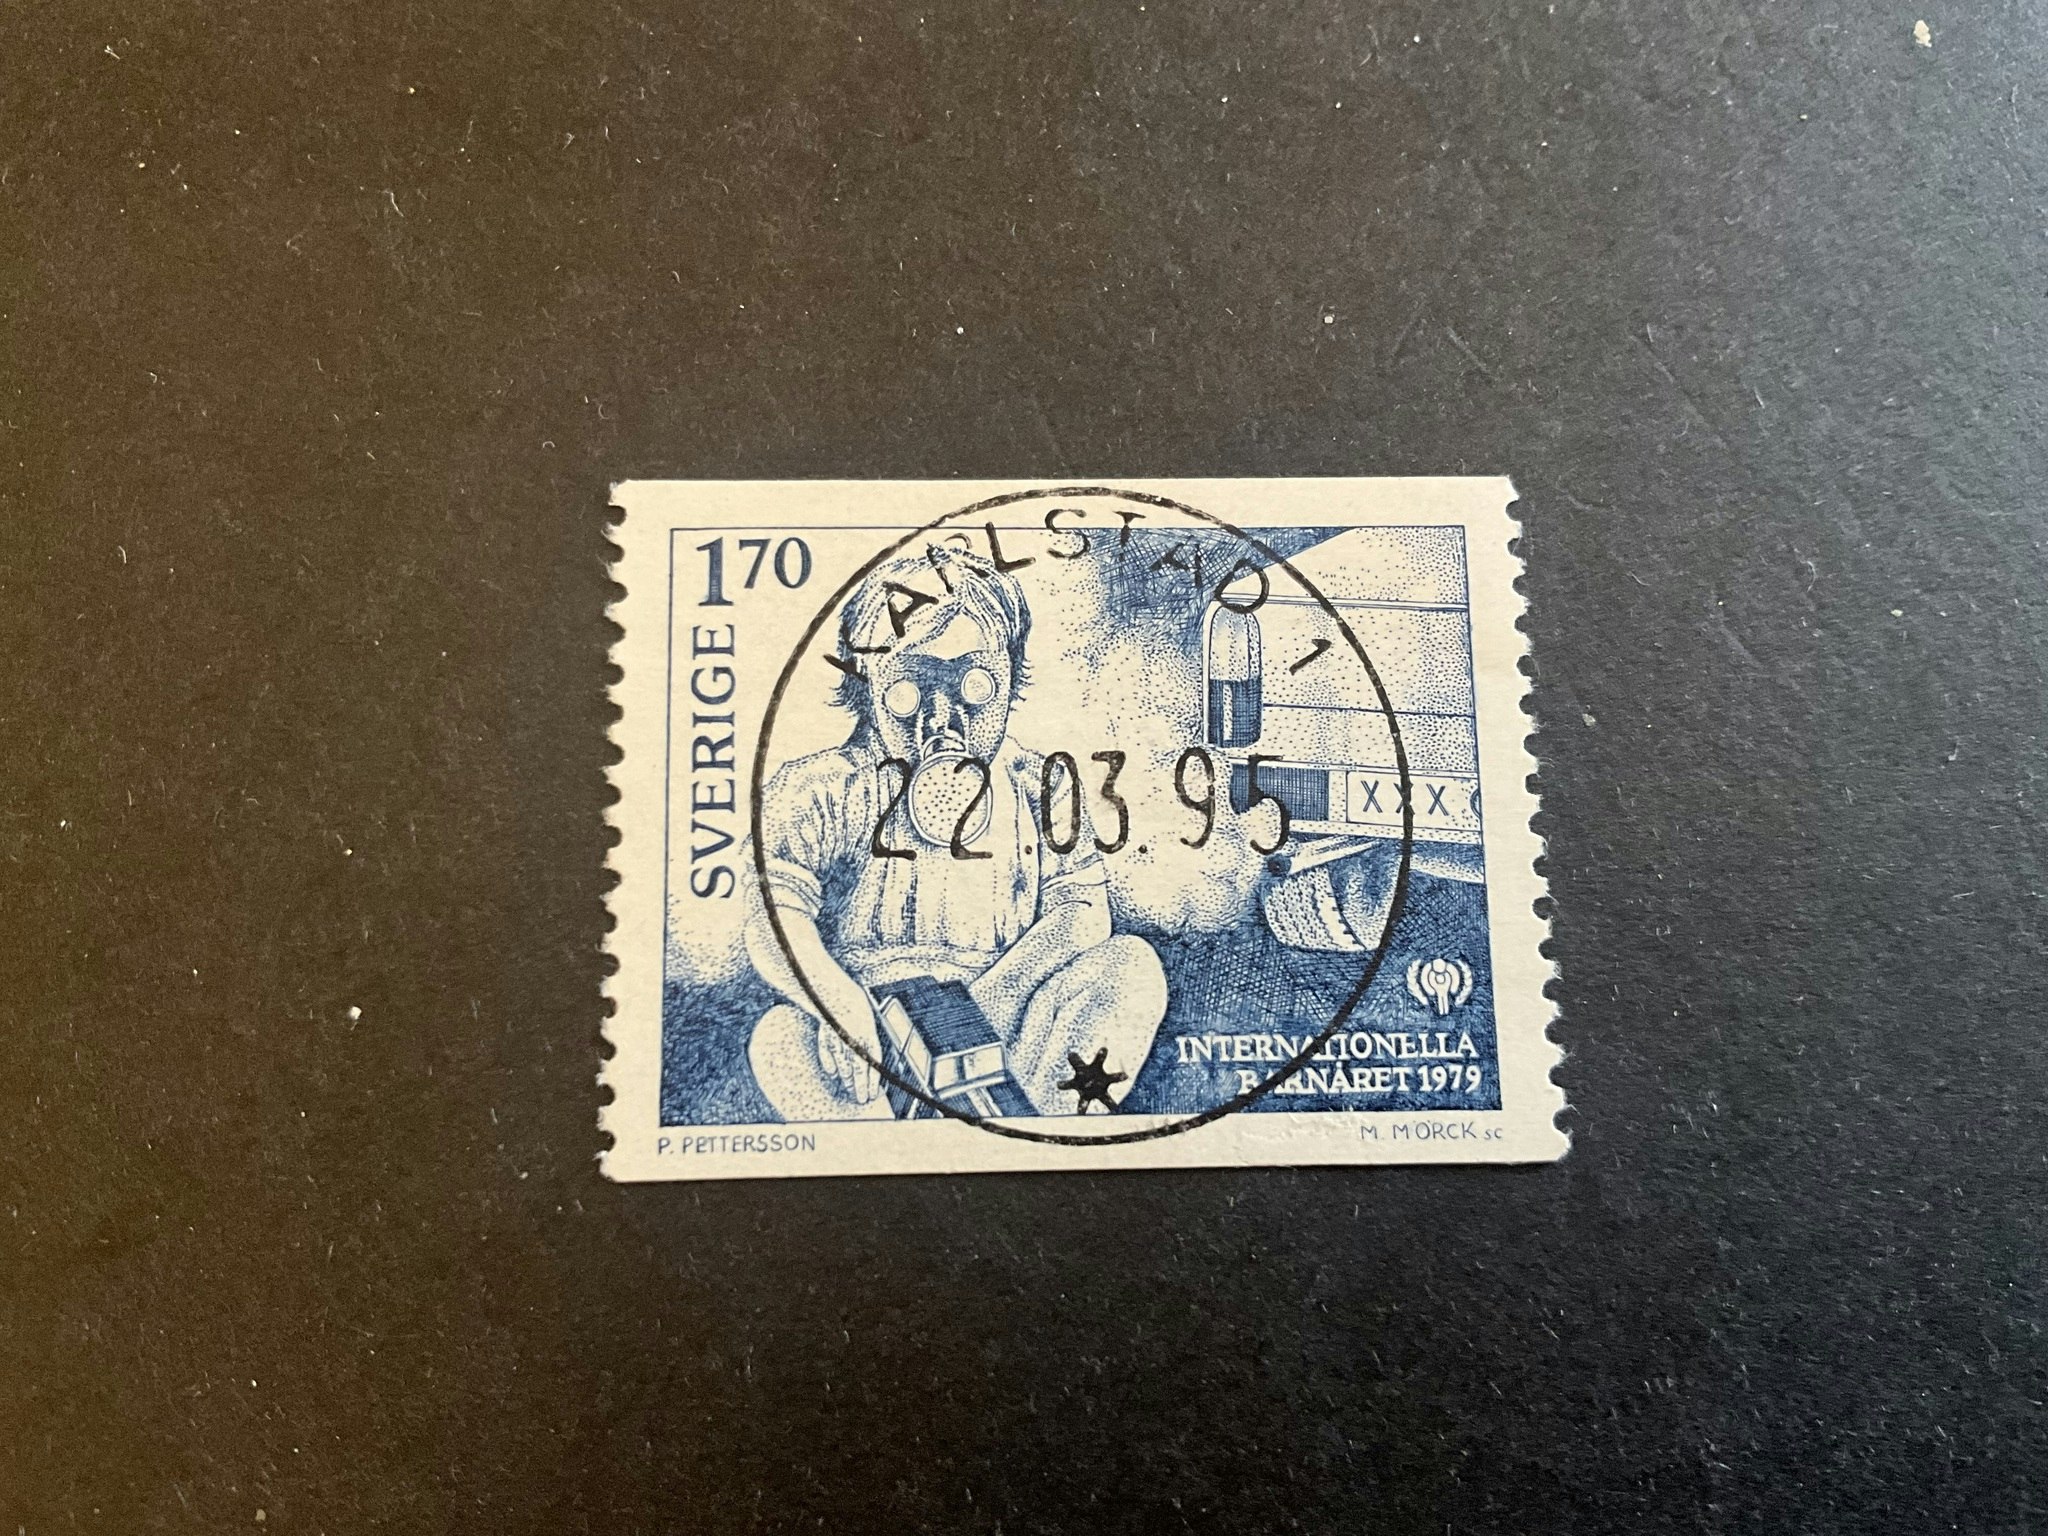 1 70
SVERIGE
KARLSTAD 1
22.03.95
XXX
INTERNATIONELLA
BARNÅRET 1979
P. PETTERSSON
M. MÖRCK sc